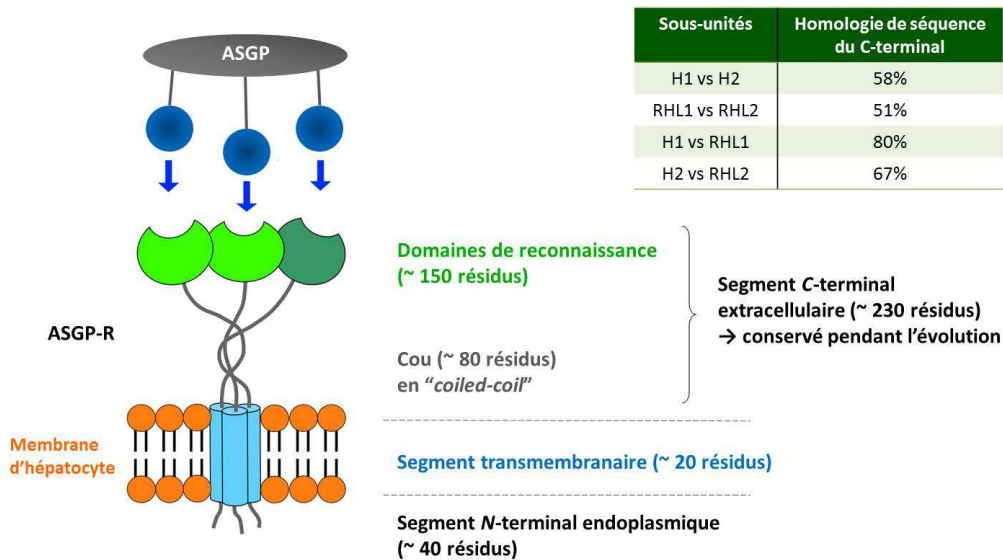 ASGP
Sous-unités
Homologie de séquence
du C-terminal
H1 vs H2
58%
RHL1 vs RHL2
51%
H1 vs RHL1
80%
H2 vs RHL2
67%
Domaines de reconnaissance
(~ 150 résidus)
Segment C-terminal
extracellulaire (~ 230 résidus)
→ conservé pendant l'évolution
ASGP-R
Cou (~ 80 résidus)
en "coiled-coil"
Membrane
d'hépatocyte
Segment transmembranaire (~ 20 résidus)
Segment N-terminal endoplasmique
(~ 40 résidus)